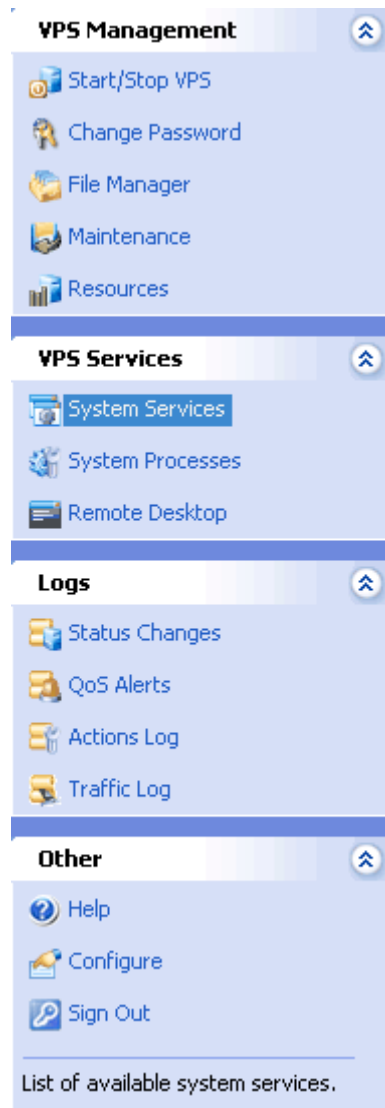 VPS Management
Start/Stop VPS
Change Password
File Manager
Maintenance
Resources
VPS Services
System Services
System Processes
Remote Desktop
Logs
Status Changes
QoS Alerts
Actions Log
Traffic Log
Other
Help
Configure
Sign Out
List of available system services.